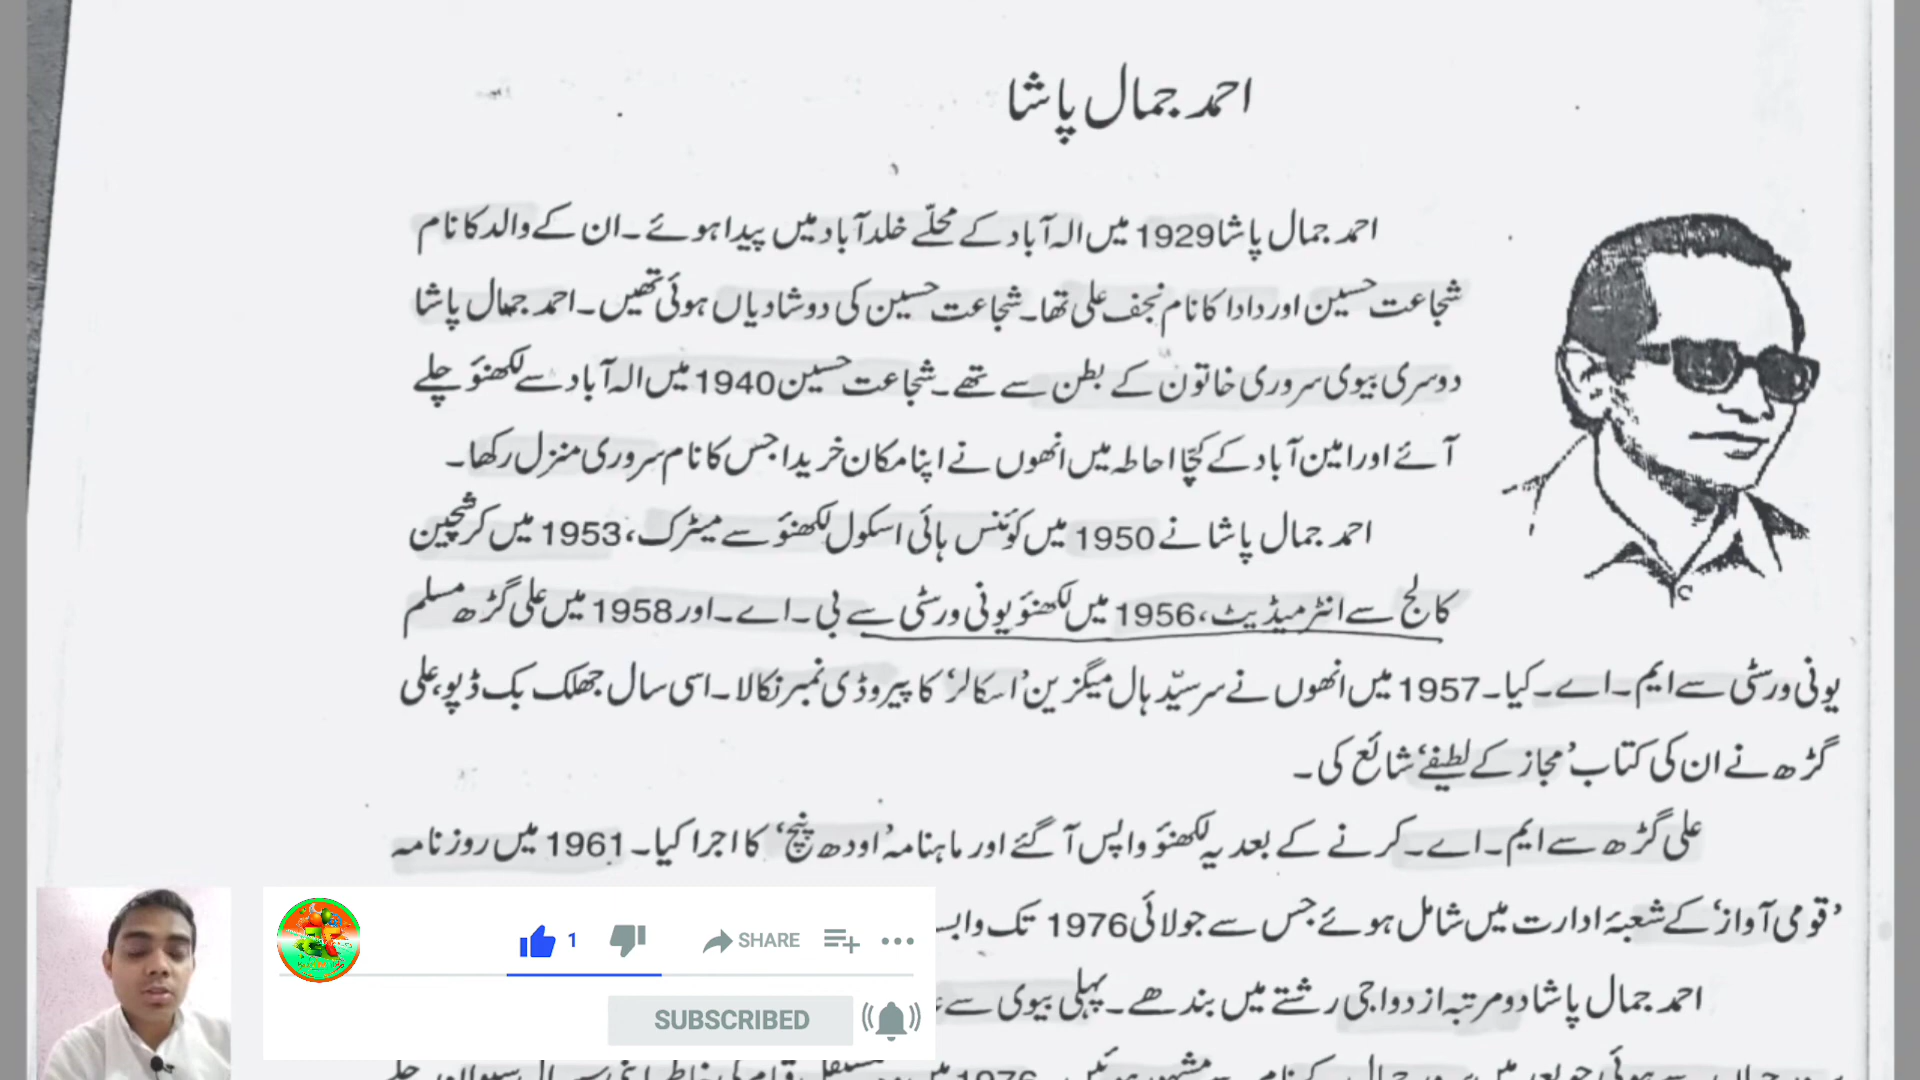 احمد جمال پاشا
احمد جمال پاشا 1929 میں الہ آباد کے محلّے خلد آباد میں پیدا ہوئے۔ ان کے والد کا نام
شجاعت حسین اور دادا کا نام نجف علی تھا۔ شجاعت حسین کی دو شادیاں ہوئی تھیں۔ احمد جمال پاشا
دوسری بیوی سروری خاتون کے بطن سے تھے۔ شجاعت حسین 1940 میں الہ آباد سے لکھنؤ چلے
آئے اور امین آباد کے کچّا احاطہ میں انھوں نے اپنا مکان خریدا جس کا نام سروری منزل رکھا۔
احمد جمال پاشا نے 1950 میں کوئنس ہائی اسکول لکھنؤ سے میٹرک، 1953 میں کرسچین
کالج سے انٹرمیڈیٹ، 1956 میں لکھنؤ یونی ورسٹی سے بی۔ اے۔ اور 1958 میں علی گڑھ مسلم
یونی ورسٹی سے ایم۔ اے۔ کیا۔ 1957 میں انھوں نے سرسیّد ہال میگزین 'اسکالر' کا پیروڈی نمبر نکالا۔ اسی سال جھلک بک ڈپو، علی
گڑھ نے ان کی کتاب 'مجاز کے لطیفے' شائع کی۔
علی گڑھ سے ایم۔ اے۔ کرنے کے بعد یہ لکھنؤ واپس آ گئے اور ماہنامہ 'اودھ پنچ' کا اجرا کیا۔ 1961 میں روزنامہ
'قومی آواز' کے شعبۂ ادارت میں شامل ہوئے جس سے جولائی 1976 تک
احمد جمال پاشا دو مرتبہ ازدواجی رشتے میں بندھے۔ پہلی بیوی سے
1
SHARE
SUBSCRIBED